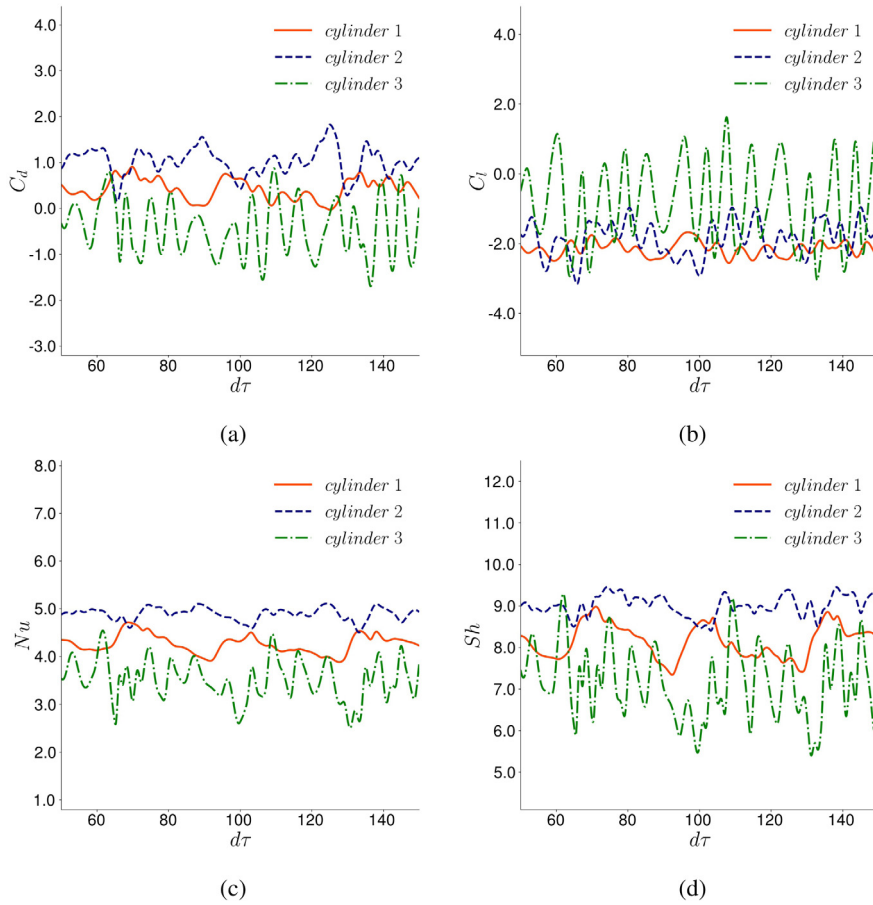 4.0
3.0
2.0
1.0
0.0
-1.0
-2.0
-3.0
C_d
cylinder 1
cylinder 2
cylinder 3
60 80 100 120 140
dτ
(a)
4.0
2.0
0.0
-2.0
-4.0
C_l
cylinder 1
cylinder 2
cylinder 3
60 80 100 120 140
dτ
(b)
8.0
7.0
6.0
5.0
4.0
3.0
2.0
1.0
Nu
cylinder 1
cylinder 2
cylinder 3
60 80 100 120 140
dτ
(c)
12.0
11.0
10.0
9.0
8.0
7.0
6.0
5.0
Sh
cylinder 1
cylinder 2
cylinder 3
60 80 100 120 140
dτ
(d)